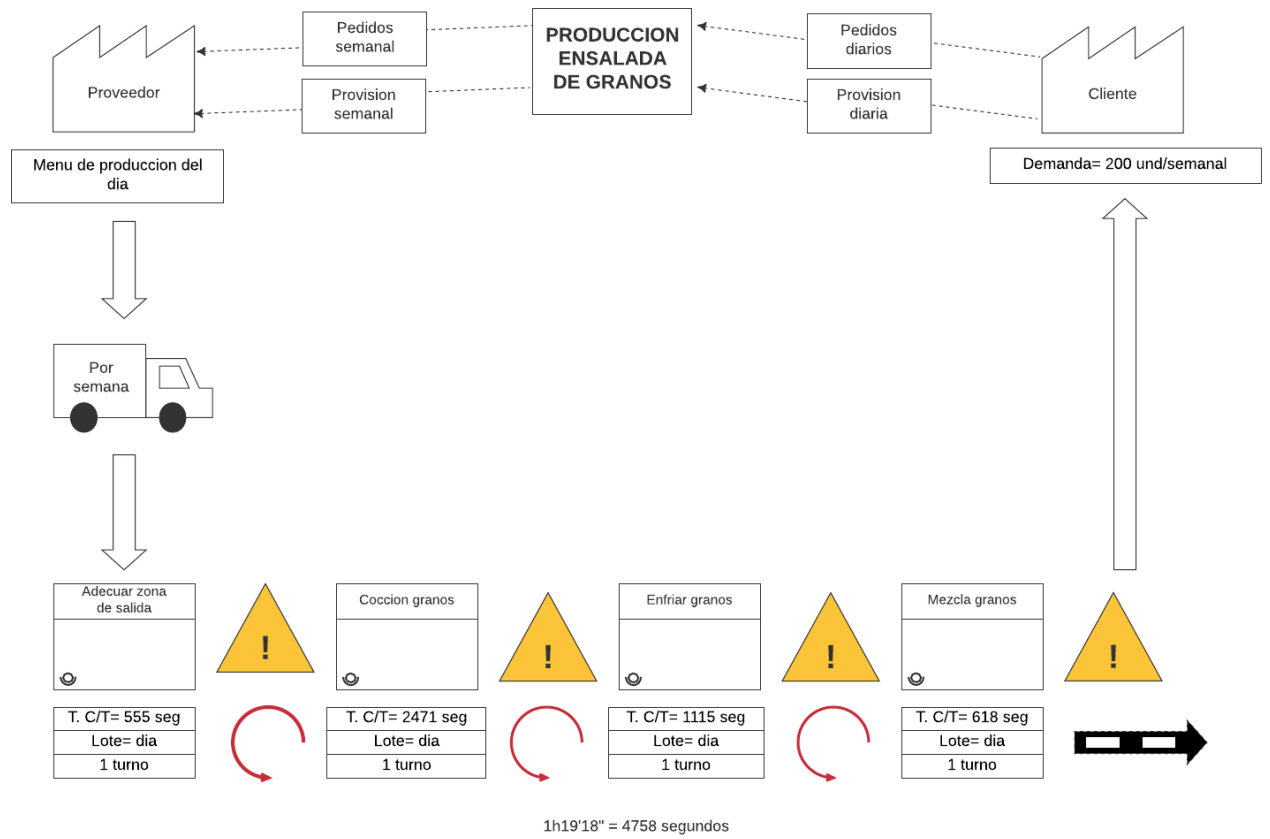 Proveedor
Pedidos
semanal
Provision
semanal
PRODUCCION
ENSALADA
DE GRANOS
Pedidos
diarios
Provision
diaria
Cliente
Menu de produccion del
dia
Demanda= 200 und/semanal
Por
semana
Adecuar zona
de salida
!
Coccion granos
!
Enfriar granos
!
Mezcla granos
!
T. C/T= 555 seg
Lote= dia
1 turno
T. C/T= 2471 seg
Lote= dia
1 turno
T. C/T= 1115 seg
Lote= dia
1 turno
T. C/T= 618 seg
Lote= dia
1 turno
1h19'18" = 4758 segundos